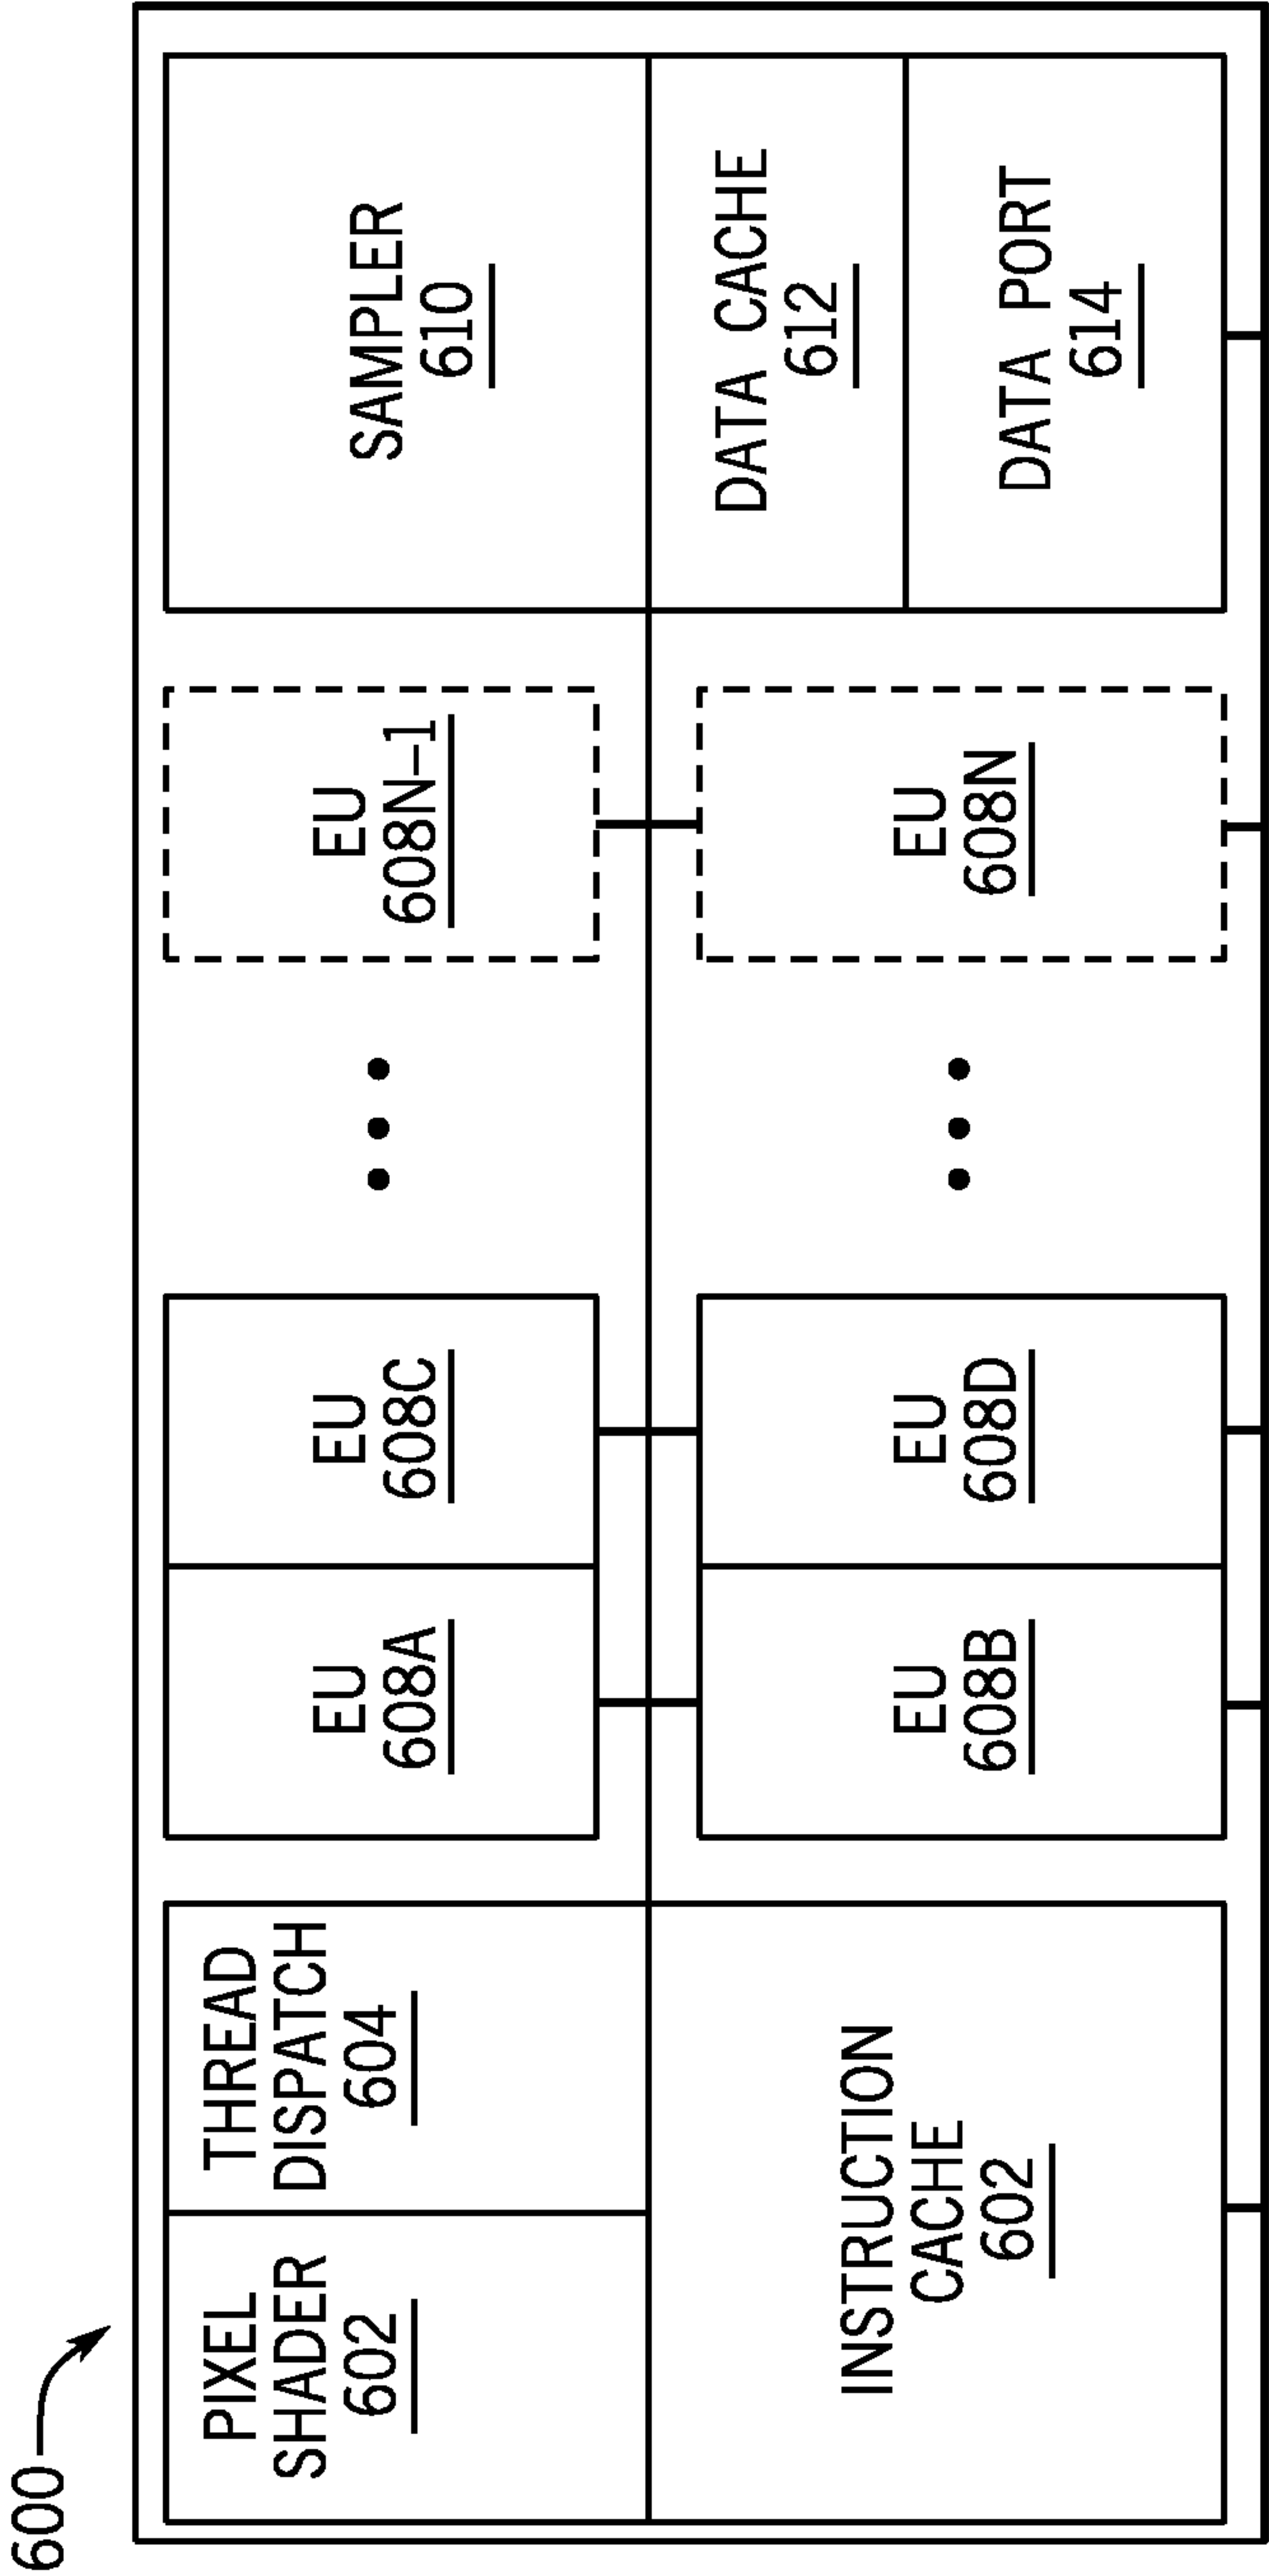 600
PIXEL
SHADER
602
THREAD
DISPATCH
604
INSTRUCTION
CACHE
602
EU
608A
EU
608C
EU
608B
EU
608D
EU
608N-1
EU
608N
SAMPLER
610
DATA CACHE
612
DATA PORT
614